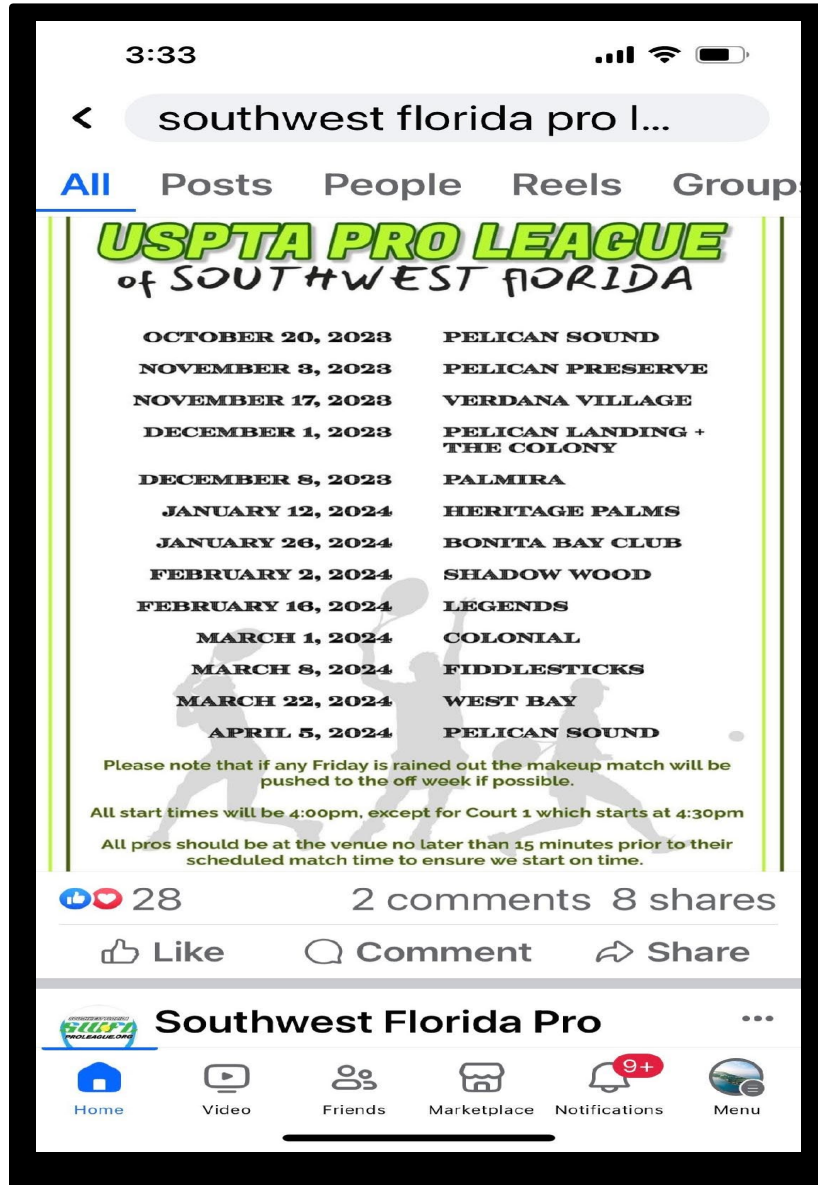 3:33
southwest florida pro l...
All Posts People Reels Groups
USPTA PRO LEAGUE
of SOUTHWEST flORIDA
OCTOBER 20, 2023 PELICAN SOUND
NOVEMBER 3, 2023 PELICAN PRESERVE
NOVEMBER 17, 2023 VERDANA VILLAGE
DECEMBER 1, 2023 PELICAN LANDING +
THE COLONY
DECEMBER 8, 2023 PALMIRA
JANUARY 12, 2024 HERITAGE PALMS
JANUARY 26, 2024 BONITA BAY CLUB
FEBRUARY 2, 2024 SHADOW WOOD
FEBRUARY 16, 2024 LEGENDS
MARCH 1, 2024 COLONIAL
MARCH 8, 2024 FIDDLESTICKS
MARCH 22, 2024 WEST BAY
APRIL 5, 2024 PELICAN SOUND
Please note that if any Friday is rained out the makeup match will be
pushed to the off week if possible.
All start times will be 4:00pm, except for Court 1 which starts at 4:30pm
All pros should be at the venue no later than 15 minutes prior to their
scheduled match time to ensure we start on time.
28 2 comments 8 shares
Like Comment Share
SOUTHWEST FLORIDA
SWFL
PROLEAGUE.ORG
Southwest Florida Pro
9+
Home Video Friends Marketplace Notifications Menu